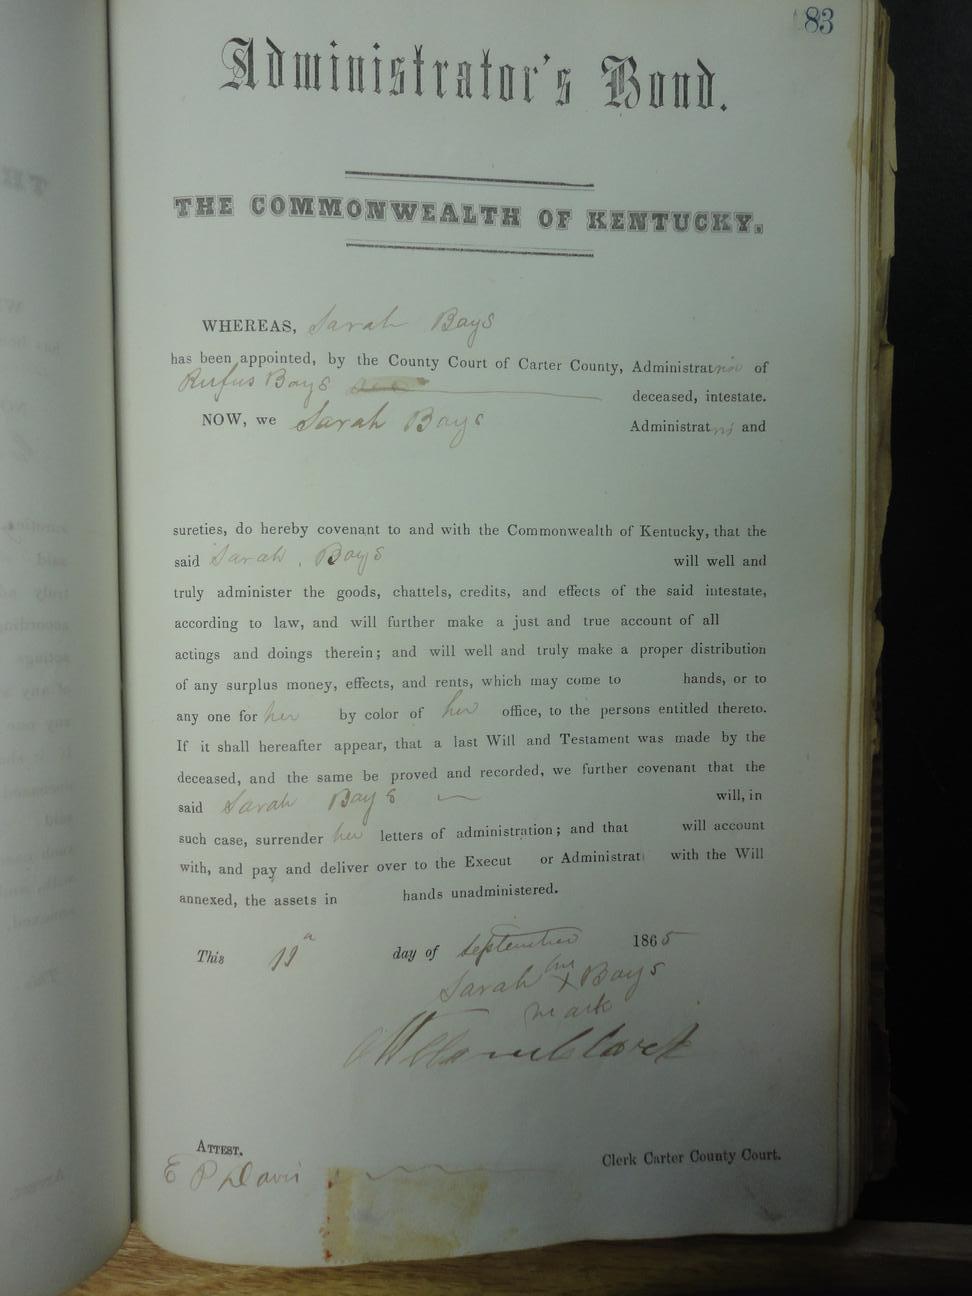 83
Administrator's Bond.
THE COMMONWEALTH OF KENTUCKY.
WHEREAS, Sarah Bays
has been appointed, by the County Court of Carter County, Administratrix of
Rufus Bays
deceased, intestate.
NOW, we Sarah Bays Administratrix and
sureties, do hereby covenant to and with the Commonwealth of Kentucky, that the
said Sarah Bays will well and
truly administer the goods, chattels, credits, and effects of the said intestate,
according to law, and will further make a just and true account of all
actings and doings therein; and will well and truly make a proper distribution
of any surplus money, effects, and rents, which may come to hands, or to
any one for her by color of her office, to the persons entitled thereto.
If it shall hereafter appear, that a last Will and Testament was made by the
deceased, and the same be proved and recorded, we further covenant that the
said Sarah Bays will, in
such case, surrender her letters of administration; and that will account
with, and pay and deliver over to the Execut or Administrat with the Will
annexed, the assets in hands unadministered.
This 11 day of September 1865
Sarah her x Bays
mark
ATTEST.
E P Davis Clerk Carter County Court.